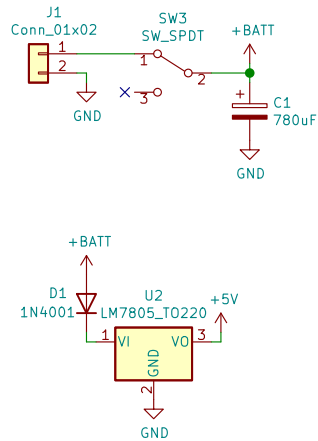 J1
Conn_01x02
1
2
GND
SW3
SW_SPDT
1
2
3
+BATT
+
C1
780uF
GND
+BATT
D1
1N4001
U2
LM7805_TO220
+5V
1
VI
VO
3
GND
2
GND